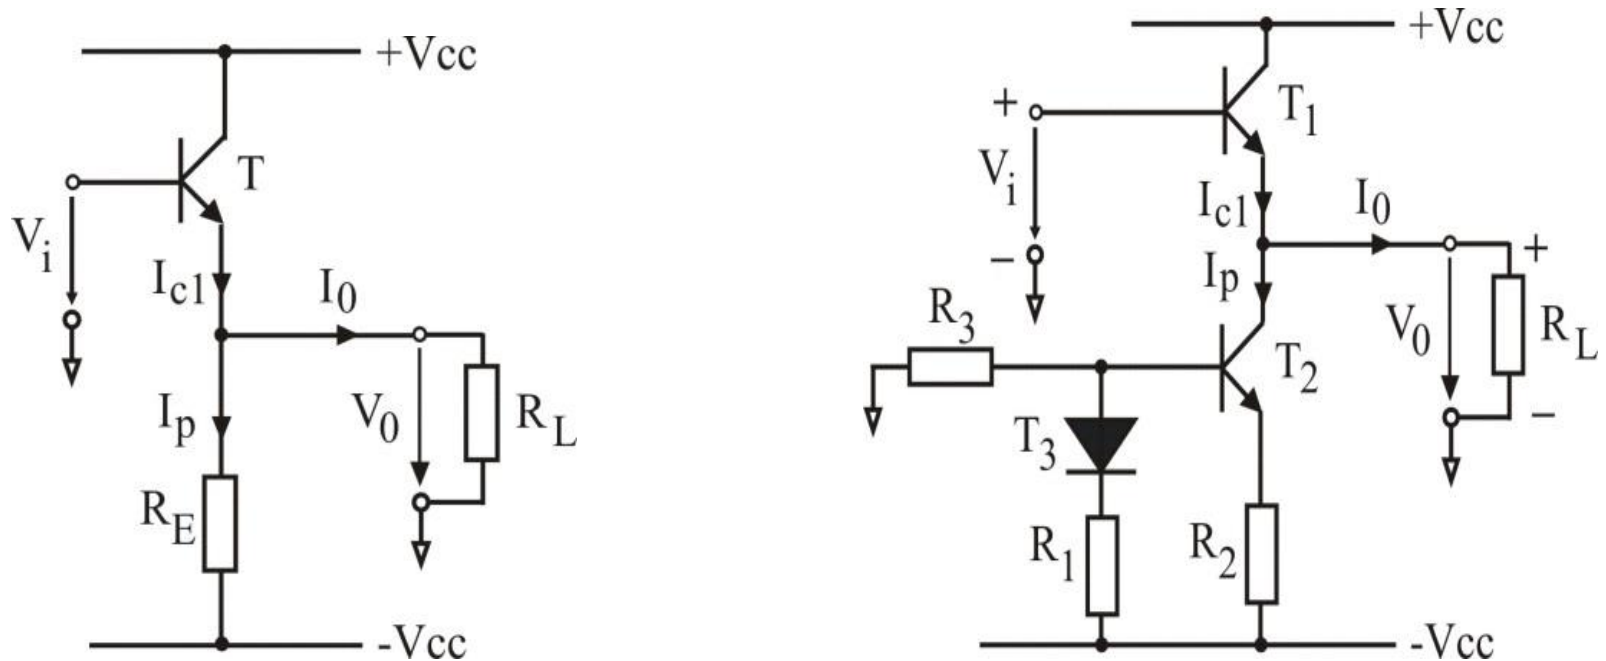 +Vcc
T
Vi
Ic1
I0
Ip
V0
RL
RE
-Vcc
+Vcc
+
T1
Vi
Ic1
I0
−
+
Ip
R3
V0
RL
T2
T3
−
R1
R2
-Vcc